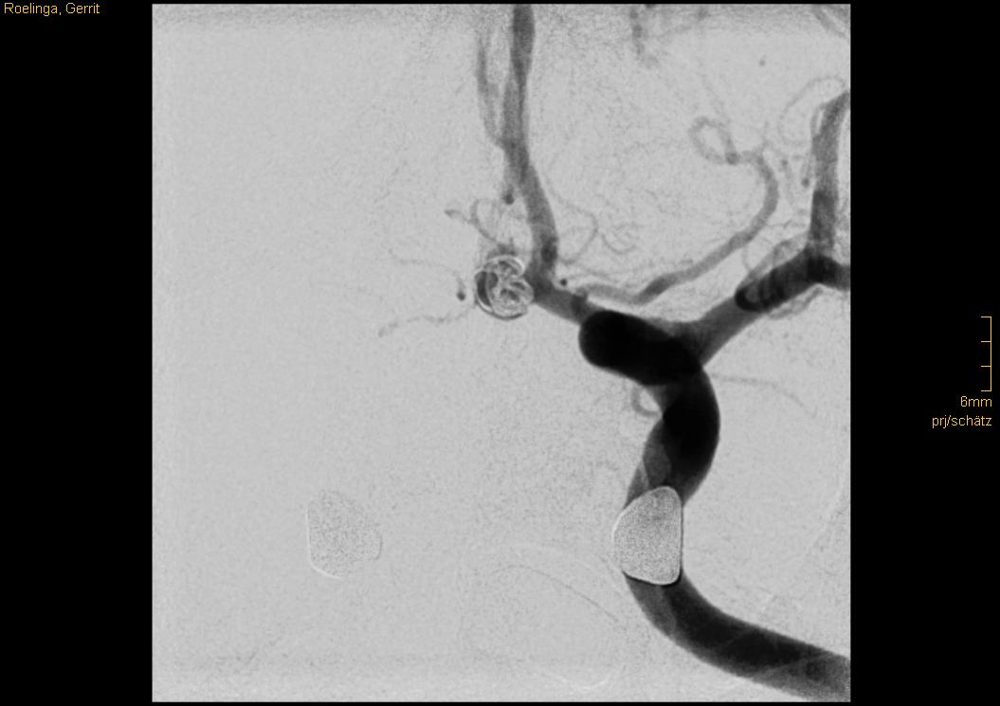 Roelinga, Gerrit
6mm
prj/schätz